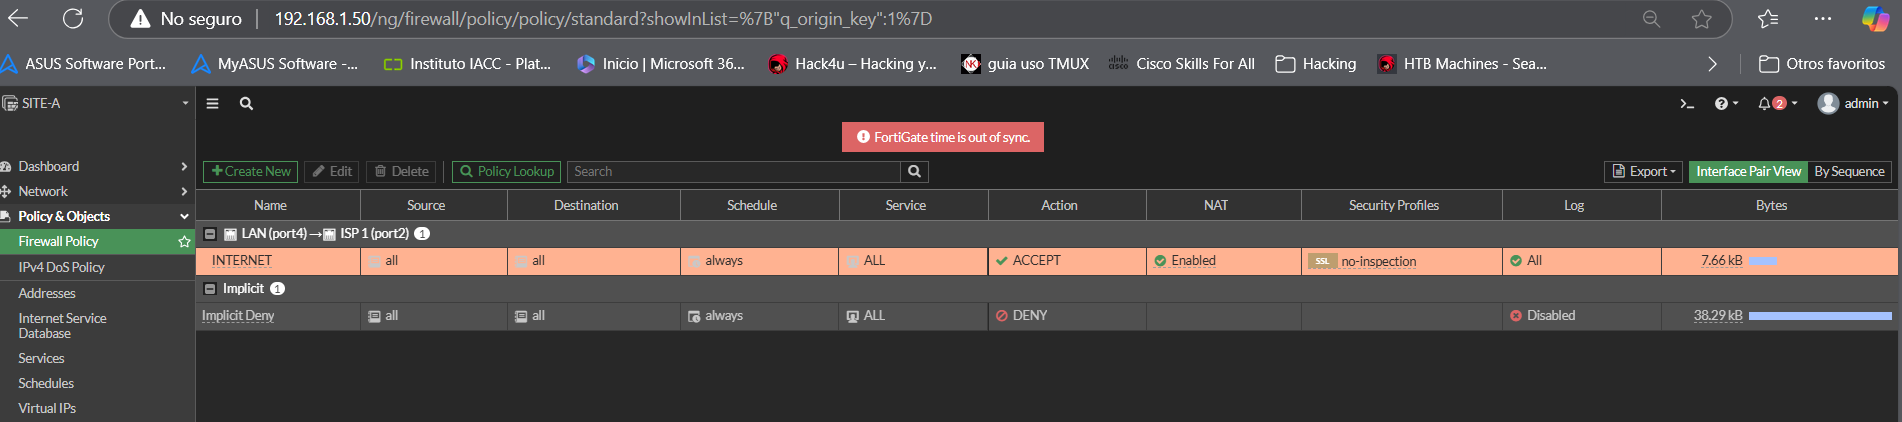 No seguro 192.168.1.50/ng/firewall/policy/policy/standard?showInList=%7B"q_origin_key":1%7D
ASUS Software Port... MyASUS Software -... Instituto IACC - Plat... Inicio | Microsoft 36... Hack4u – Hacking y... NK guia uso TMUX cisco Cisco Skills For All Hacking HTB Machines - Sea... Otros favoritos
SITE-A >_ ? 2 admin
FortiGate time is out of sync.
Dashboard
Network
Policy & Objects
Firewall Policy
IPv4 DoS Policy
Addresses
Internet Service
Database
Services
Schedules
Virtual IPs
+Create New Edit Delete Policy Lookup Search Export Interface Pair View By Sequence
Name Source Destination Schedule Service Action NAT Security Profiles Log Bytes
LAN (port4) → ISP 1 (port2) 1
INTERNET all all always ALL ACCEPT Enabled SSL no-inspection All 7.66 kB
Implicit 1
Implicit Deny all all always ALL DENY Disabled 38.29 kB